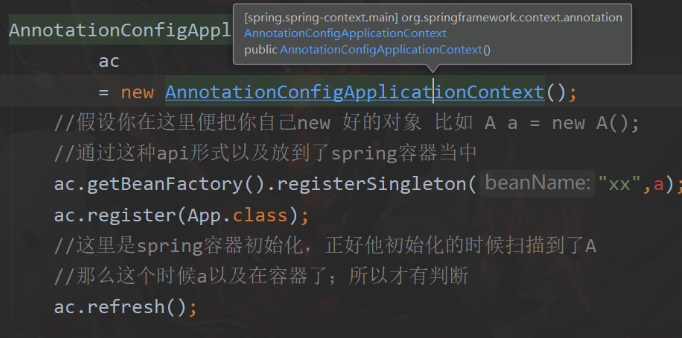 [spring.spring-context.main] org.springframework.context.annotation
AnnotationConfigApplicationContext
public AnnotationConfigApplicationContext()
AnnotationConfigAppl
ac
= new AnnotationConfigApplicationContext();
//假设你在这里便把你自己new 好的对象 比如 A a = new A();
//通过这种api形式以及放到了spring容器当中
ac.getBeanFactory().registerSingleton( beanName: "xx",a);
ac.register(App.class);
//这里是spring容器初始化，正好他初始化的时候扫描到了A
//那么这个时候a以及在容器了；所以才有判断
ac.refresh();